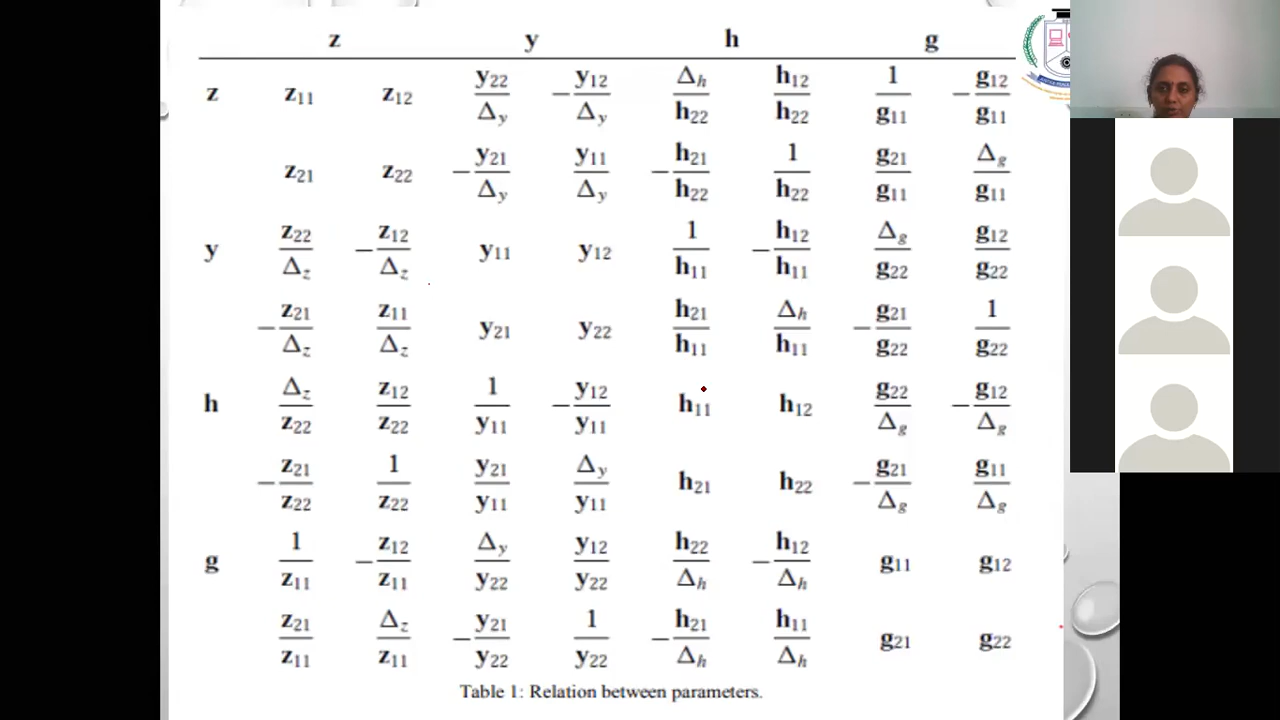 z y h g
z z11 z12 y22/Δy −y12/Δy Δh/h22 h12/h22 1/g11 −g12/g11
z21 z22 −y21/Δy y11/Δy −h21/h22 1/h22 g21/g11 Δg/g11
y z22/Δz −z12/Δz y11 y12 1/h11 −h12/h11 Δg/g22 g12/g22
−z21/Δz z11/Δz y21 y22 h21/h11 Δh/h11 −g21/g22 1/g22
h Δz/z22 z12/z22 1/y11 −y12/y11 h11 h12 g22/Δg −g12/Δg
−z21/z22 1/z22 y21/y11 Δy/y11 h21 h22 −g21/Δg g11/Δg
g 1/z11 −z12/z11 Δy/y22 y12/y22 h22/Δh −h12/Δh g11 g12
z21/z11 Δz/z11 −y21/y22 1/y22 −h21/Δh h11/Δh g21 g22
Table 1: Relation between parameters.